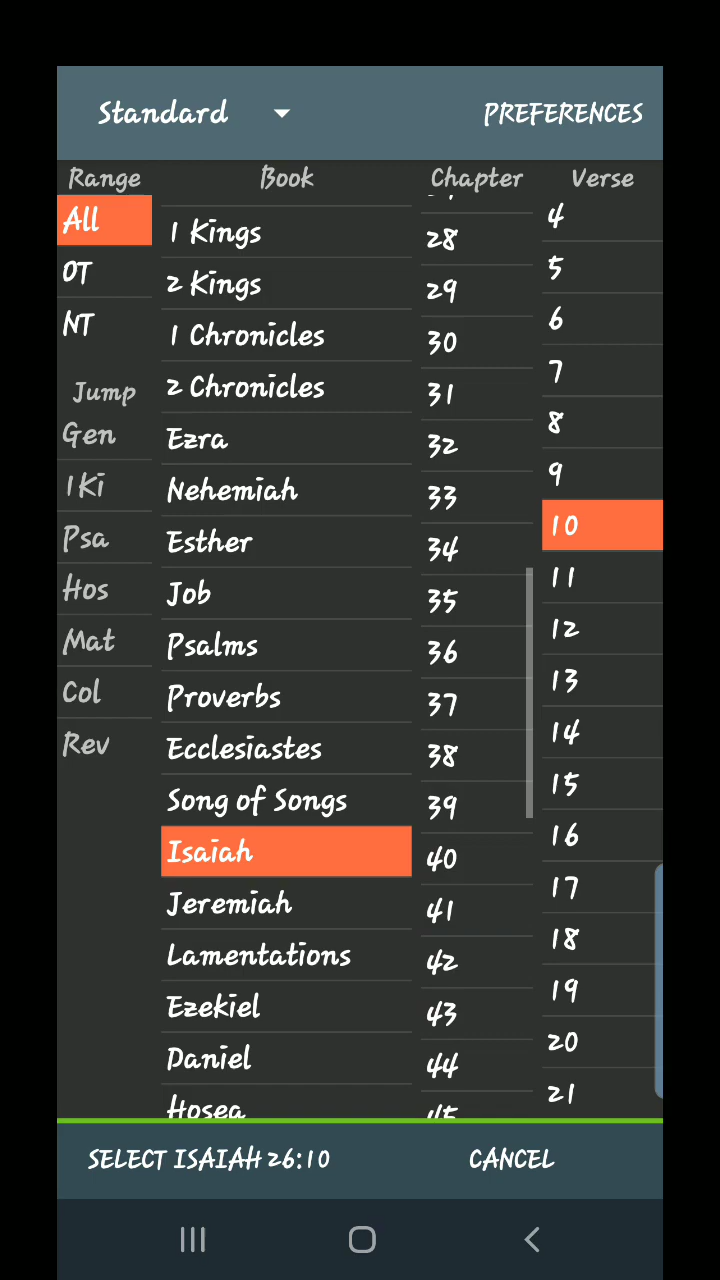 Standard
PREFERENCES
Range
All
OT
NT
Jump
Gen
1Ki
Psa
Hos
Mat
Col
Rev
Book
1 Kings
2 Kings
1 Chronicles
2 Chronicles
Ezra
Nehemiah
Esther
Job
Psalms
Proverbs
Ecclesiastes
Song of Songs
Isaiah
Jeremiah
Lamentations
Ezekiel
Daniel
Hosea
Chapter
28
29
30
31
32
33
34
35
36
37
38
39
40
41
42
43
44
45
Verse
4
5
6
7
8
9
10
11
12
13
14
15
16
17
18
19
20
21
SELECT ISAIAH 26:10
CANCEL